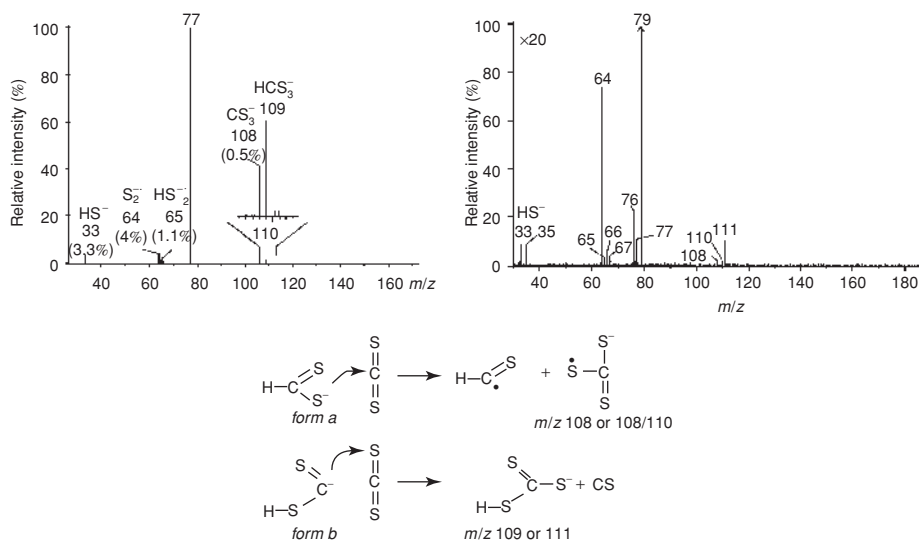 77
100
80
60
40
20
0
Relative intensity (%)
HCS3−
109
CS3−
108
(0.5%)
HS−
33
(3.3%)
S2−·
64
(4%)
HS−·2
65
(1.1%)
110
40 60 80 100 120 140 160 m/z
79
100
×20
80
60
40
20
0
Relative intensity (%)
64
76
HS−
33 35
65
66
67
77
110
111
108
40 60 80 100 120 140 160 180
m/z
H C S S−
form a
S C S
H C • S
+
S− • S C S
m/z 108 or 108/110
S C− H S
form b
S C S
S C S− H S + CS
m/z 109 or 111